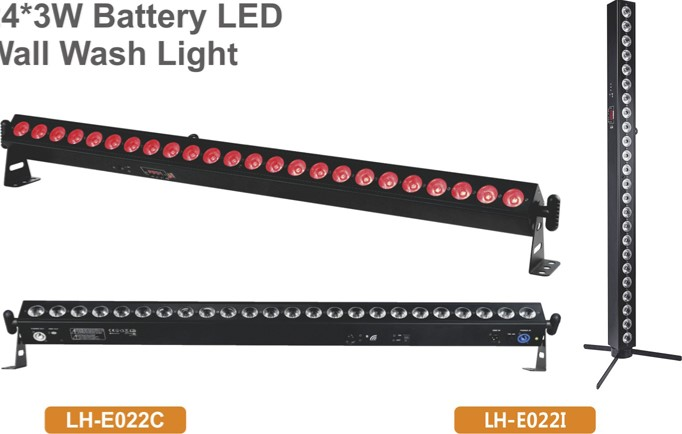 4*3W Battery LED
Wall Wash Light
LH-E022C
LH-E022I